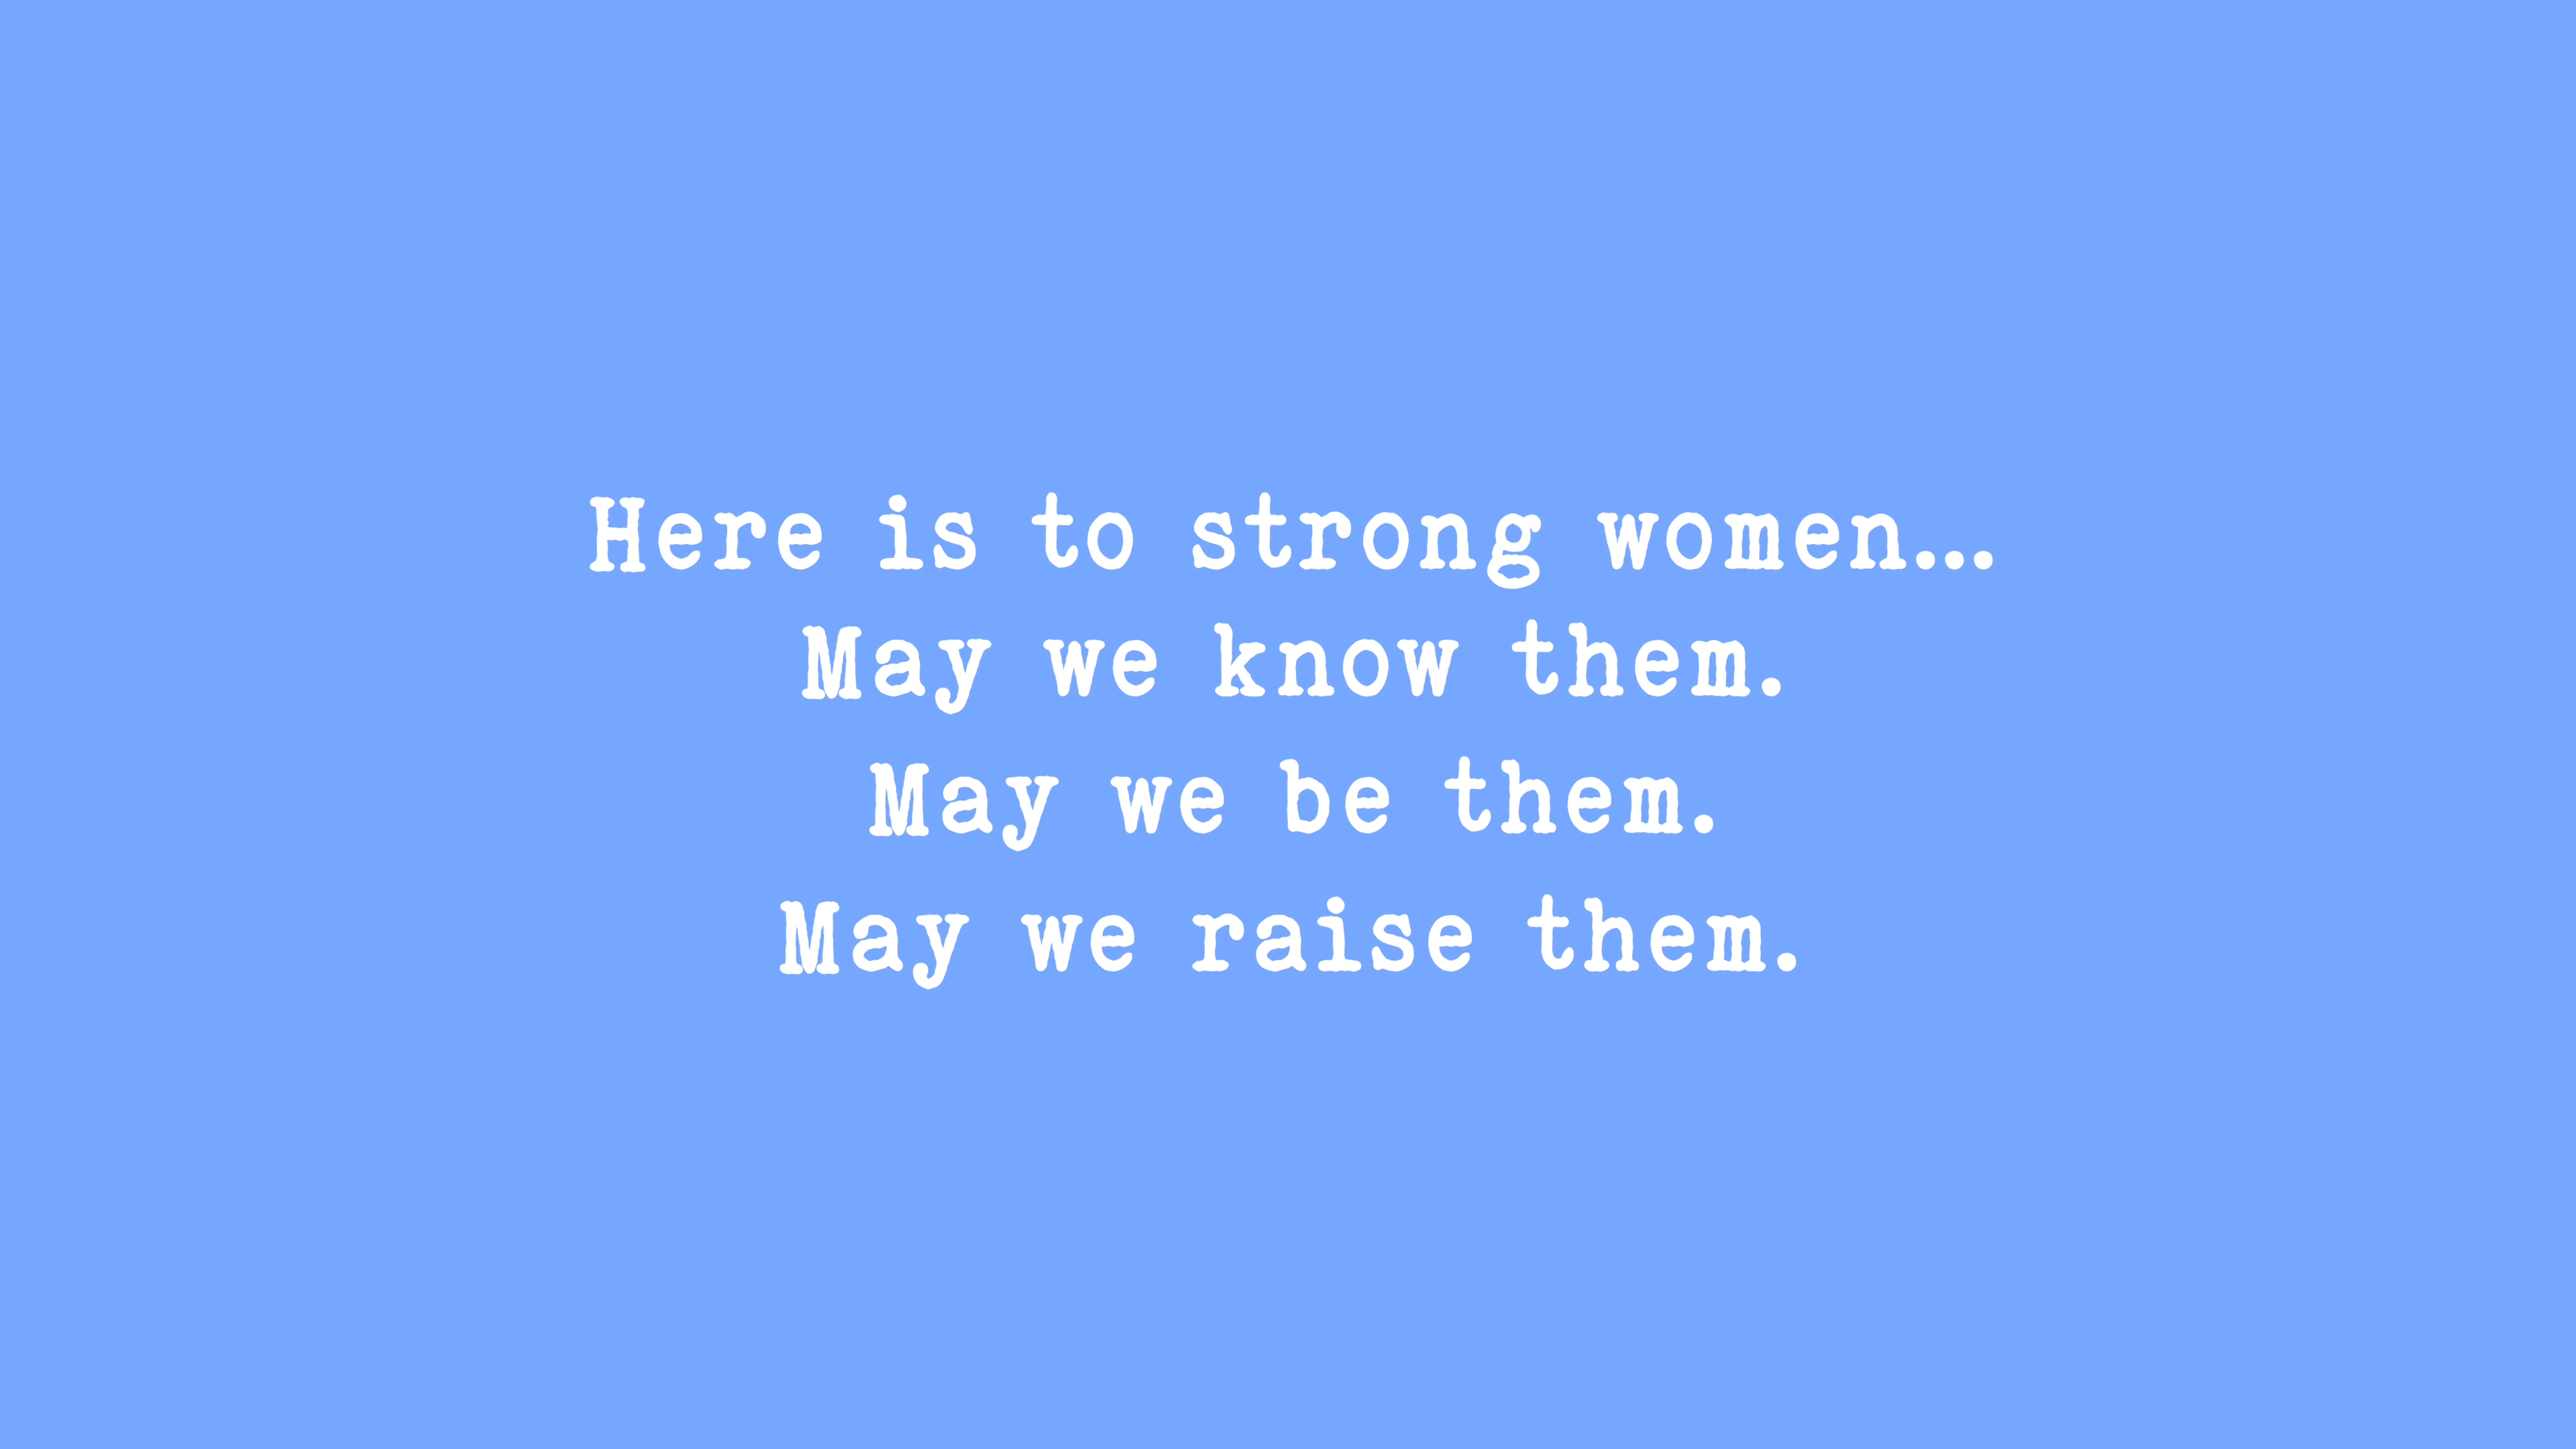 Here is to strong women...
May we know them.
May we be them.
May we raise them.